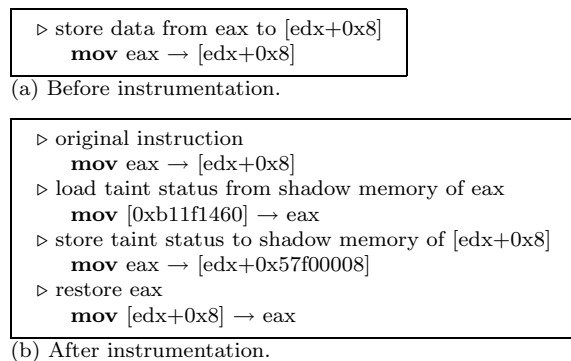 ▷ store data from eax to [edx+0x8]
mov eax → [edx+0x8]
(a) Before instrumentation.
▷ original instruction
mov eax → [edx+0x8]
▷ load taint status from shadow memory of eax
mov [0xb11f1460] → eax
▷ store taint status to shadow memory of [edx+0x8]
mov eax → [edx+0x57f00008]
▷ restore eax
mov [edx+0x8] → eax
(b) After instrumentation.